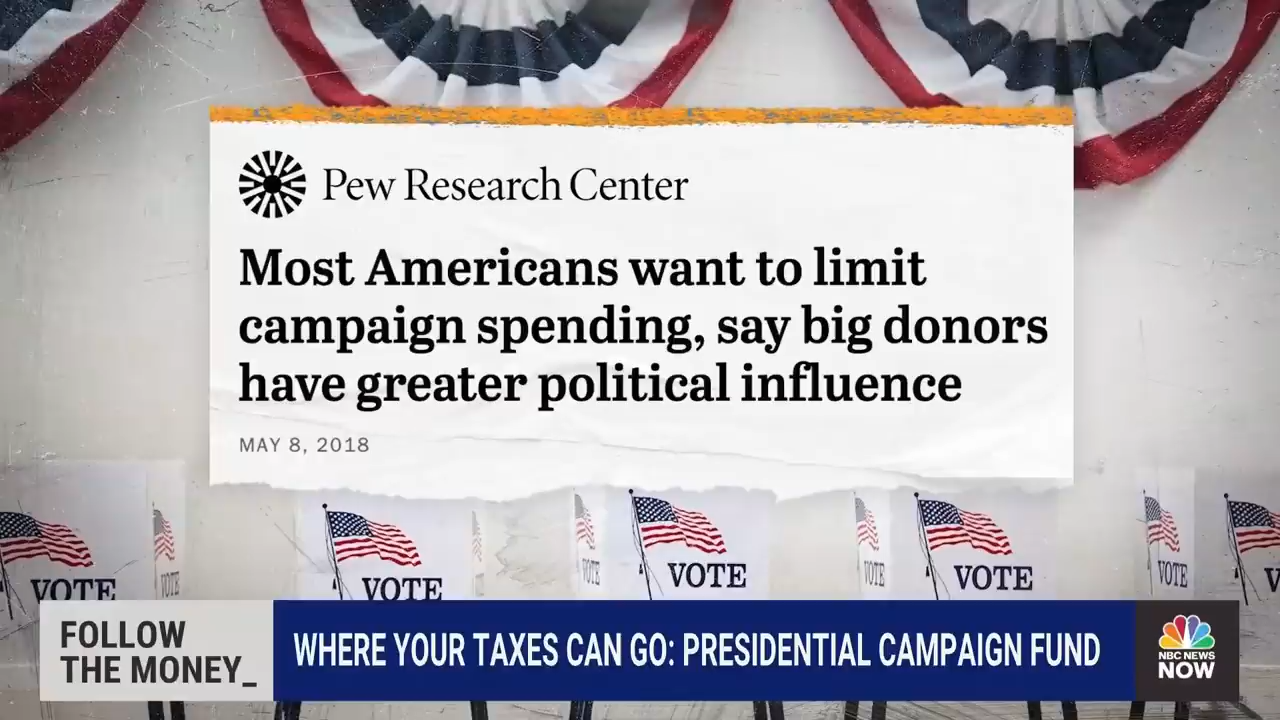 Pew Research Center
Most Americans want to limit
campaign spending, say big donors
have greater political influence
MAY 8, 2018
VOTE
VOTE
VOTE
VOTE
VOTE
VOTE
FOLLOW
THE MONEY_
WHERE YOUR TAXES CAN GO: PRESIDENTIAL CAMPAIGN FUND
NBC NEWS
NOW